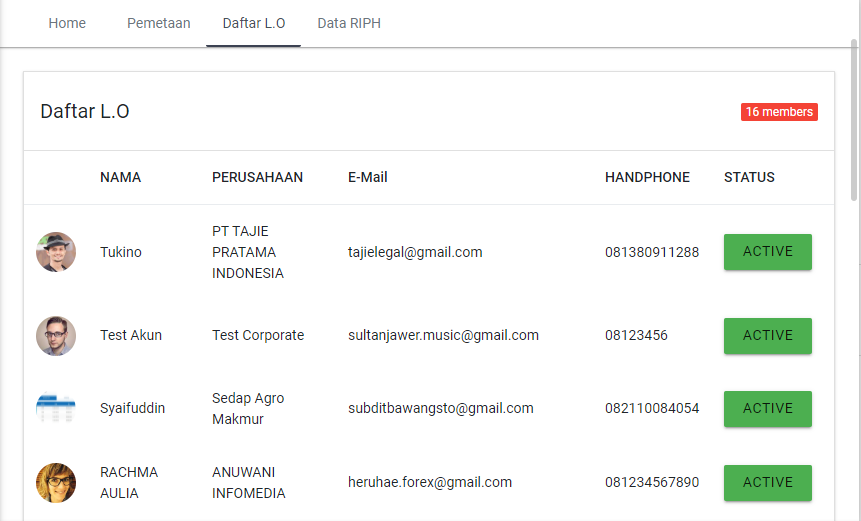 Home Pemetaan Daftar L.O Data RIPH
Daftar L.O 16 members
NAMA PERUSAHAAN E-Mail HANDPHONE STATUS
Tukino PT TAJIE PRATAMA INDONESIA tajielegal@gmail.com 081380911288 ACTIVE
Test Akun Test Corporate sultanjawer.music@gmail.com 08123456 ACTIVE
Syaifuddin Sedap Agro Makmur subditbawangsto@gmail.com 082110084054 ACTIVE
RACHMA AULIA ANUWANI INFOMEDIA heruhae.forex@gmail.com 081234567890 ACTIVE